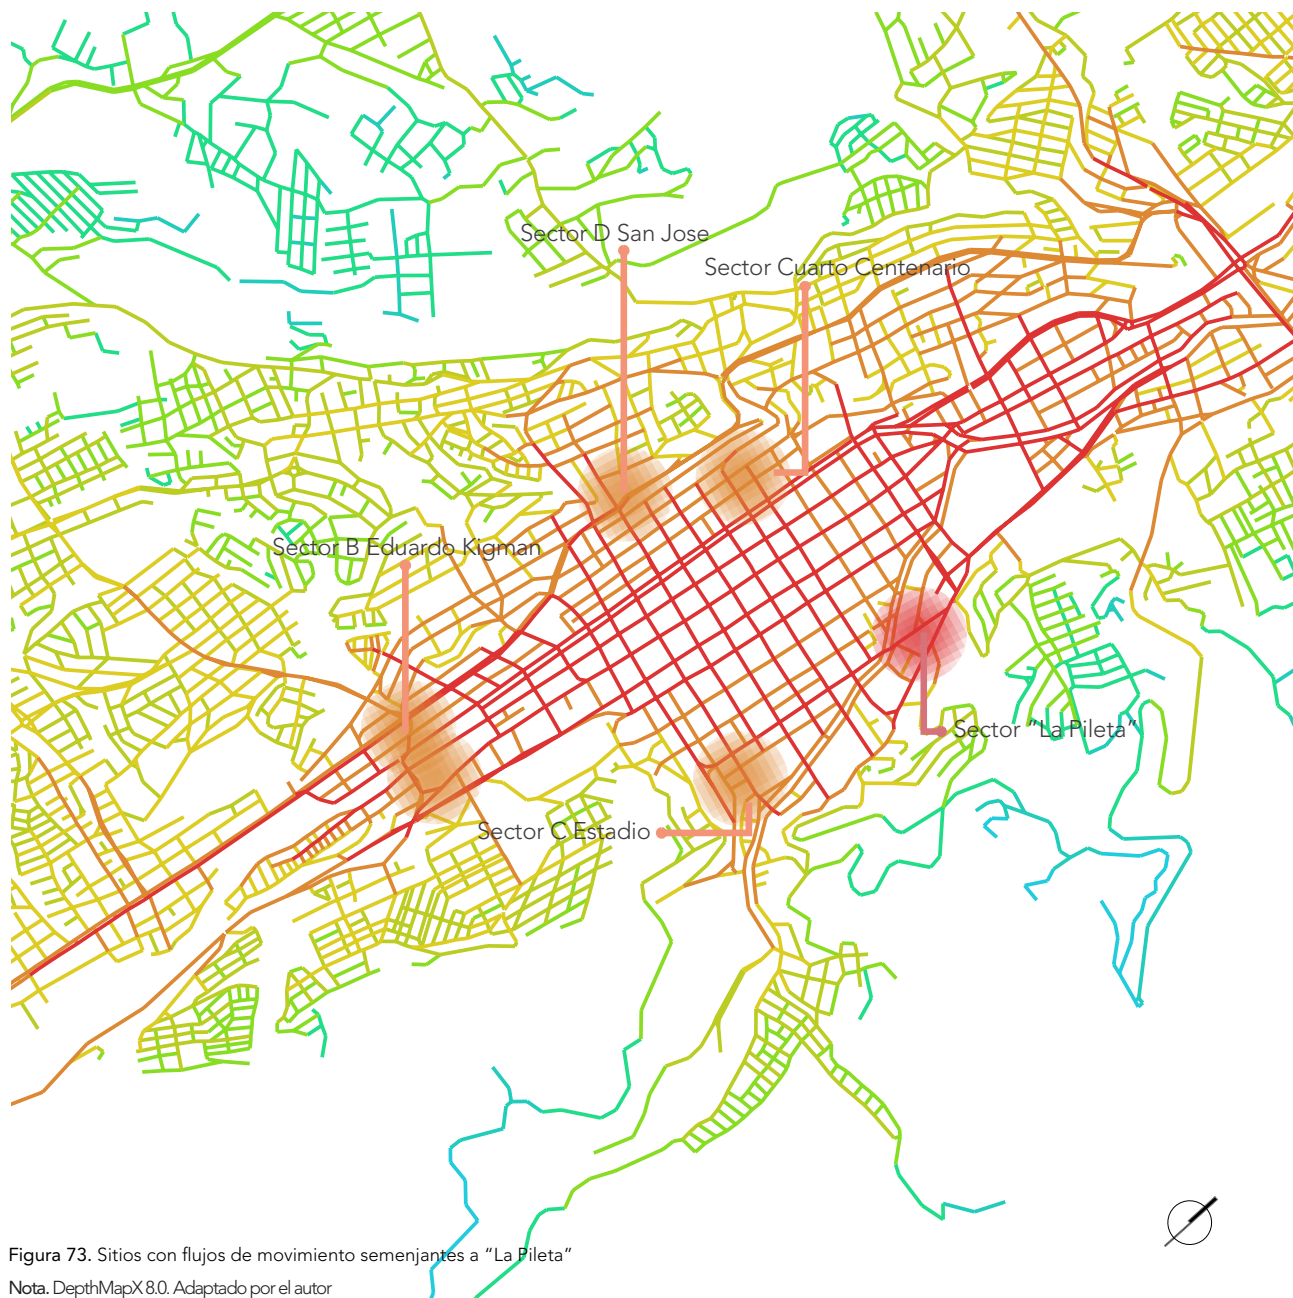 Sector D San Jose
Sector Cuarto Centenario
Sector B Eduardo Kigman
Sector “La Pileta”
Sector C Estadio
Figura 73. Sitios con flujos de movimiento semenjantes a “La Pileta”
Nota. DepthMapX 8.0. Adaptado por el autor